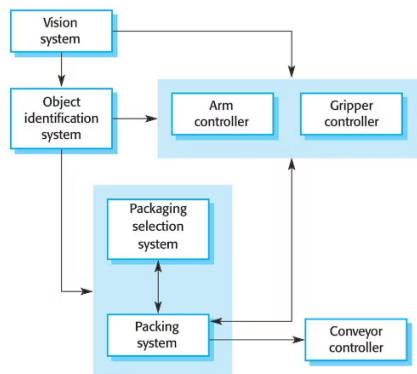 Vision
system
Object
identification
system
Arm
controller
Gripper
controller
Packaging
selection
system
Packing
system
Conveyor
controller